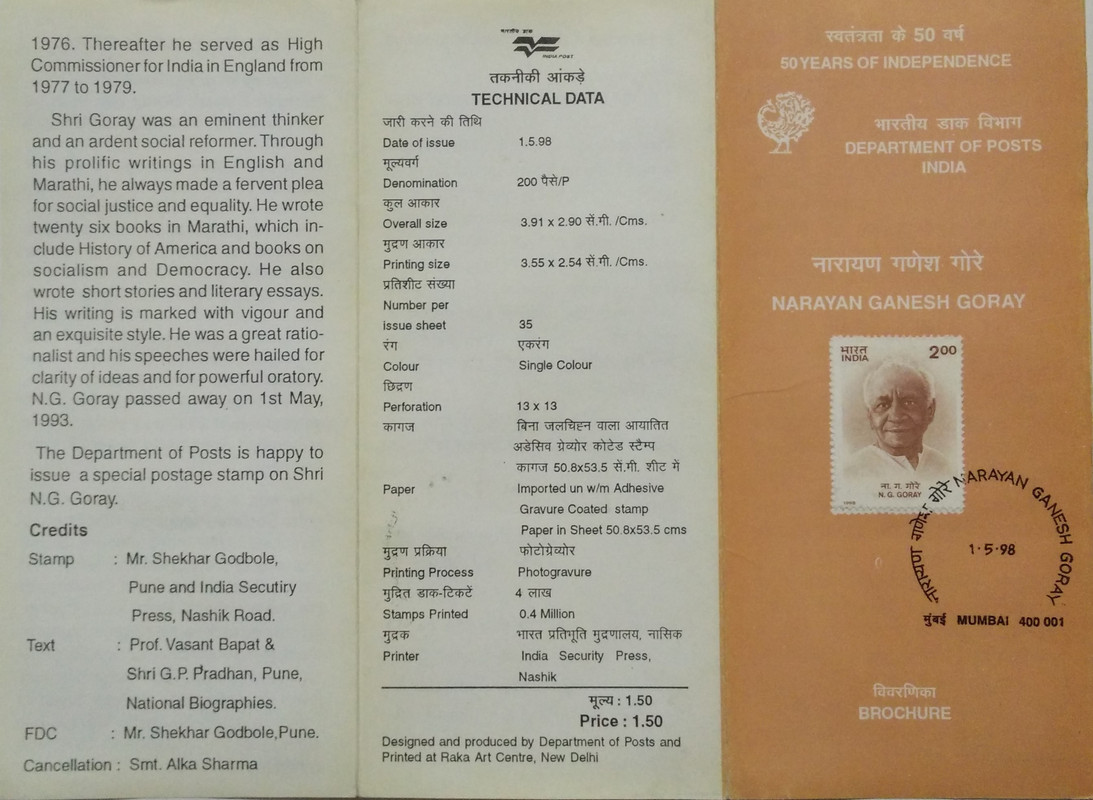 1976. Thereafter he served as High
Commissioner for India in England from
1977 to 1979.
Shri Goray was an eminent thinker
and an ardent social reformer. Through
his prolific writings in English and
Marathi, he always made a fervent plea
for social justice and equality. He wrote
twenty six books in Marathi, which in-
clude History of America and books on
socialism and Democracy. He also
wrote short stories and literary essays.
His writing is marked with vigour and
an exquisite style. He was a great ratio-
nalist and his speeches were hailed for
clarity of ideas and for powerful oratory.
N.G. Goray passed away on 1st May,
1993.
The Department of Posts is happy to
issue a special postage stamp on Shri
N.G. Goray.
Credits
Stamp : Mr. Shekhar Godbole,
Pune and India Secutiry
Press, Nashik Road.
Text : Prof. Vasant Bapat &
Shri G.P. Pradhan, Pune,
National Biographies.
FDC : Mr. Shekhar Godbole,Pune.
Cancellation : Smt. Alka Sharma
भारतीय डाक
INDIA POST
तकनीकी आंकड़े
TECHNICAL DATA
जारी करने की तिथि
Date of issue 1.5.98
मूल्यवर्ग
Denomination 200 पैसे/P
कुल आकार
Overall size 3.91 x 2.90 सें.मी. /Cms.
मुद्रण आकार
Printing size 3.55 x 2.54 सें.मी. /Cms.
प्रतिशीट संख्या
Number per
issue sheet 35
रंग एकरंग
Colour Single Colour
छिद्रण
Perforation 13 x 13
कागज बिना जलचिह्न वाला आयातित
अडेसिव ग्रेव्योर कोटेड स्टैम्प
कागज 50.8x53.5 सें.मी. शीट में
Paper Imported un w/m Adhesive
Gravure Coated stamp
Paper in Sheet 50.8x53.5 cms
मुद्रण प्रक्रिया फोटोग्रेव्योर
Printing Process Photogravure
मुद्रित डाक-टिकटें 4 लाख
Stamps Printed 0.4 Million
मुद्रक भारत प्रतिभूति मुद्रणालय, नासिक
Printer India Security Press,
Nashik
मूल्य : 1.50
Price : 1.50
Designed and produced by Department of Posts and
Printed at Raka Art Centre, New Delhi
स्वतंत्रता के 50 वर्ष
50 YEARS OF INDEPENDENCE
भारतीय डाक विभाग
DEPARTMENT OF POSTS
INDIA
नारायण गणेश गोरे
NARAYAN GANESH GORAY
भारत
INDIA 200
ना. ग. गोरे
N. G. GORAY
1998
नारायण गणेश गोरे NARAYAN GANESH GORAY
1·5·98
मुंबई MUMBAI 400 001
विवरणिका
BROCHURE